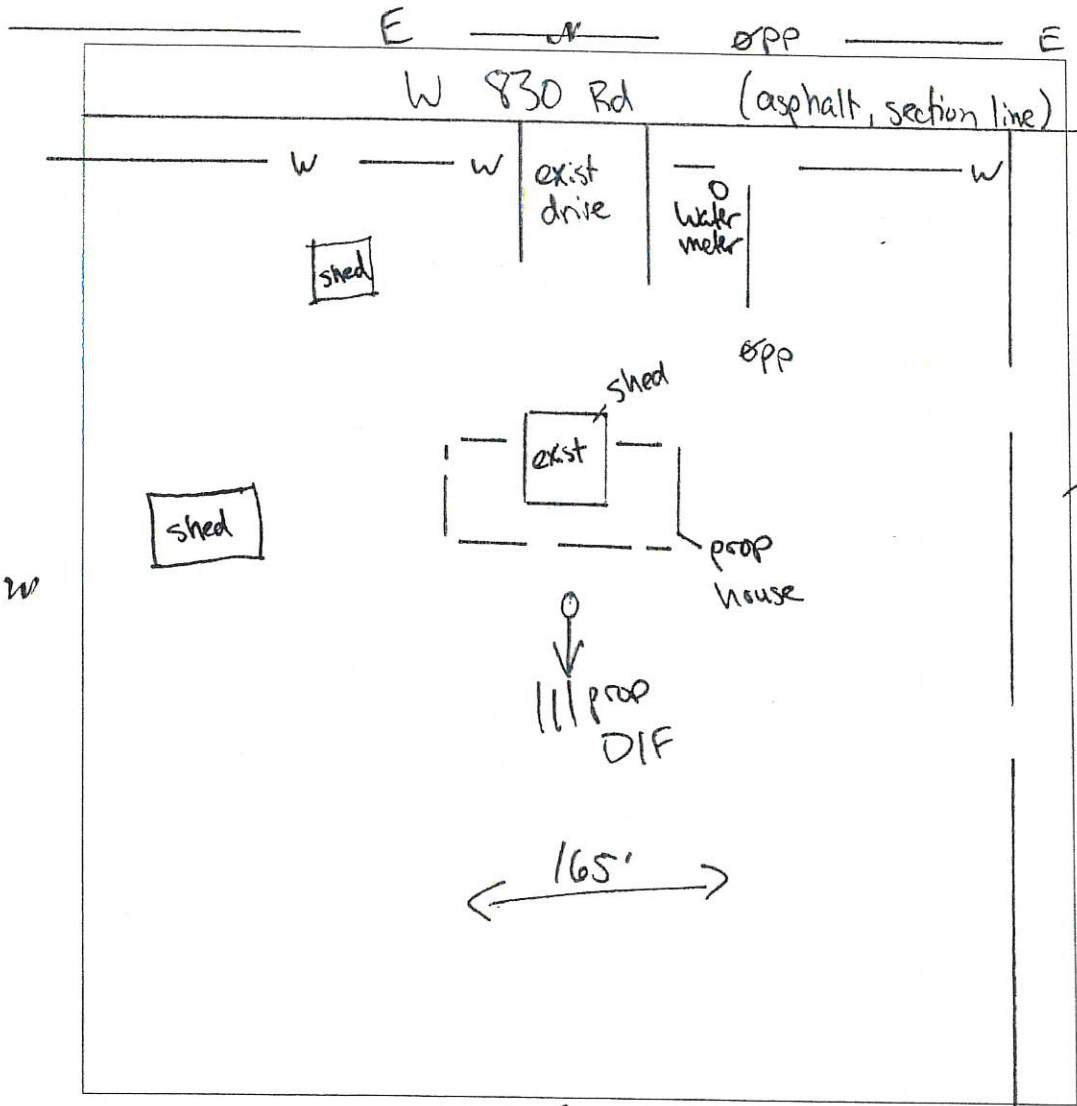 E N øpp E
W 830 Rd (asphalt, section line)
W W exist drive W
water meter
shed
øpp
shed
exist
shed
prop house
W
prop DIF
165'